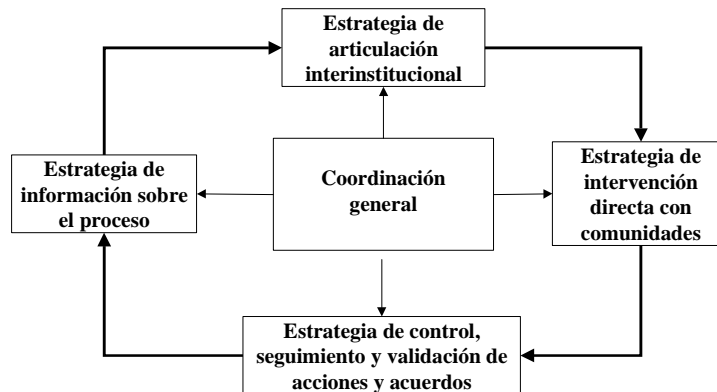 Estrategia de
articulación
interinstitucional
Estrategia de
información sobre
el proceso
Coordinación
general
Estrategia de
intervención
directa con
comunidades
Estrategia de control,
seguimiento y validación de
acciones y acuerdos